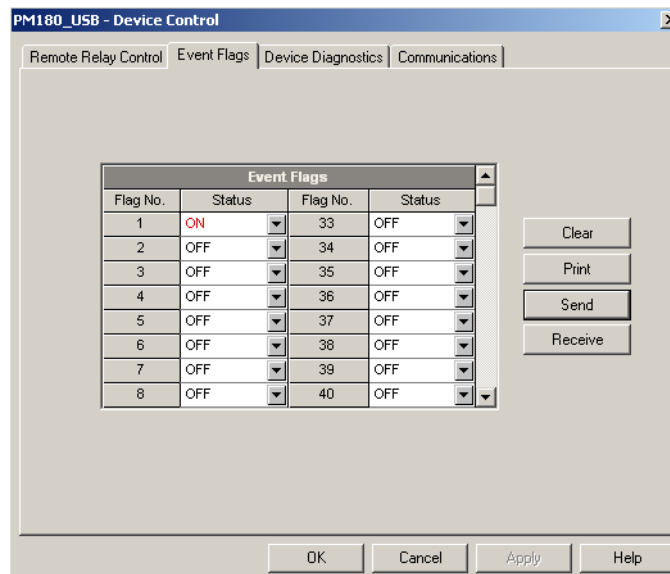 PM180_USB - Device Control
Remote Relay Control Event Flags Device Diagnostics Communications
Event Flags
Flag No. Status Flag No. Status
1 ON 33 OFF
2 OFF 34 OFF
3 OFF 35 OFF
4 OFF 36 OFF
5 OFF 37 OFF
6 OFF 38 OFF
7 OFF 39 OFF
8 OFF 40 OFF
Clear
Print
Send
Receive
OK Cancel Apply Help